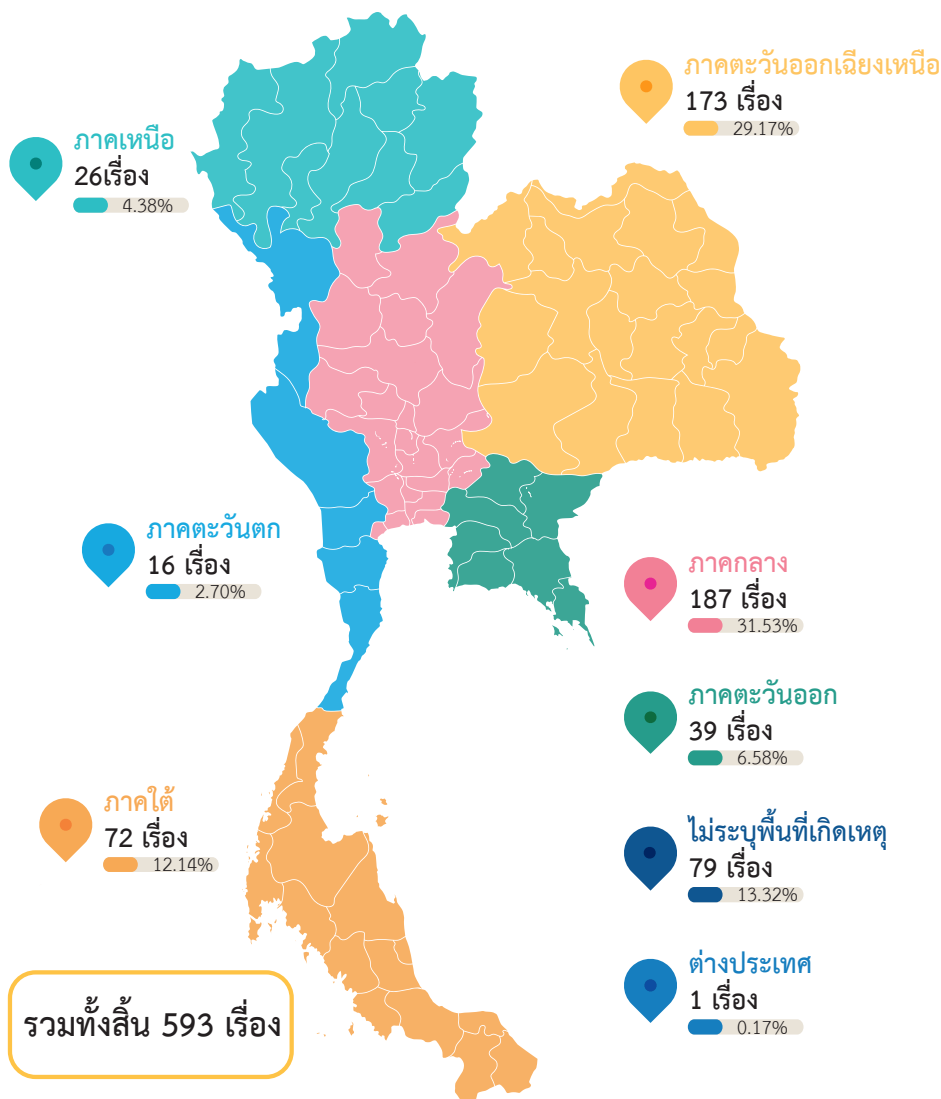 ภาคตะวันออกเฉียงเหนือ
173 เรื่อง
29.17%
ภาคเหนือ
26เรื่อง
4.38%
ภาคตะวันตก
16 เรื่อง
2.70%
ภาคกลาง
187 เรื่อง
31.53%
ภาคตะวันออก
39 เรื่อง
6.58%
ภาคใต้
72 เรื่อง
12.14%
ไม่ระบุพื้นที่เกิดเหตุ
79 เรื่อง
13.32%
ต่างประเทศ
1 เรื่อง
0.17%
รวมทั้งสิ้น 593 เรื่อง